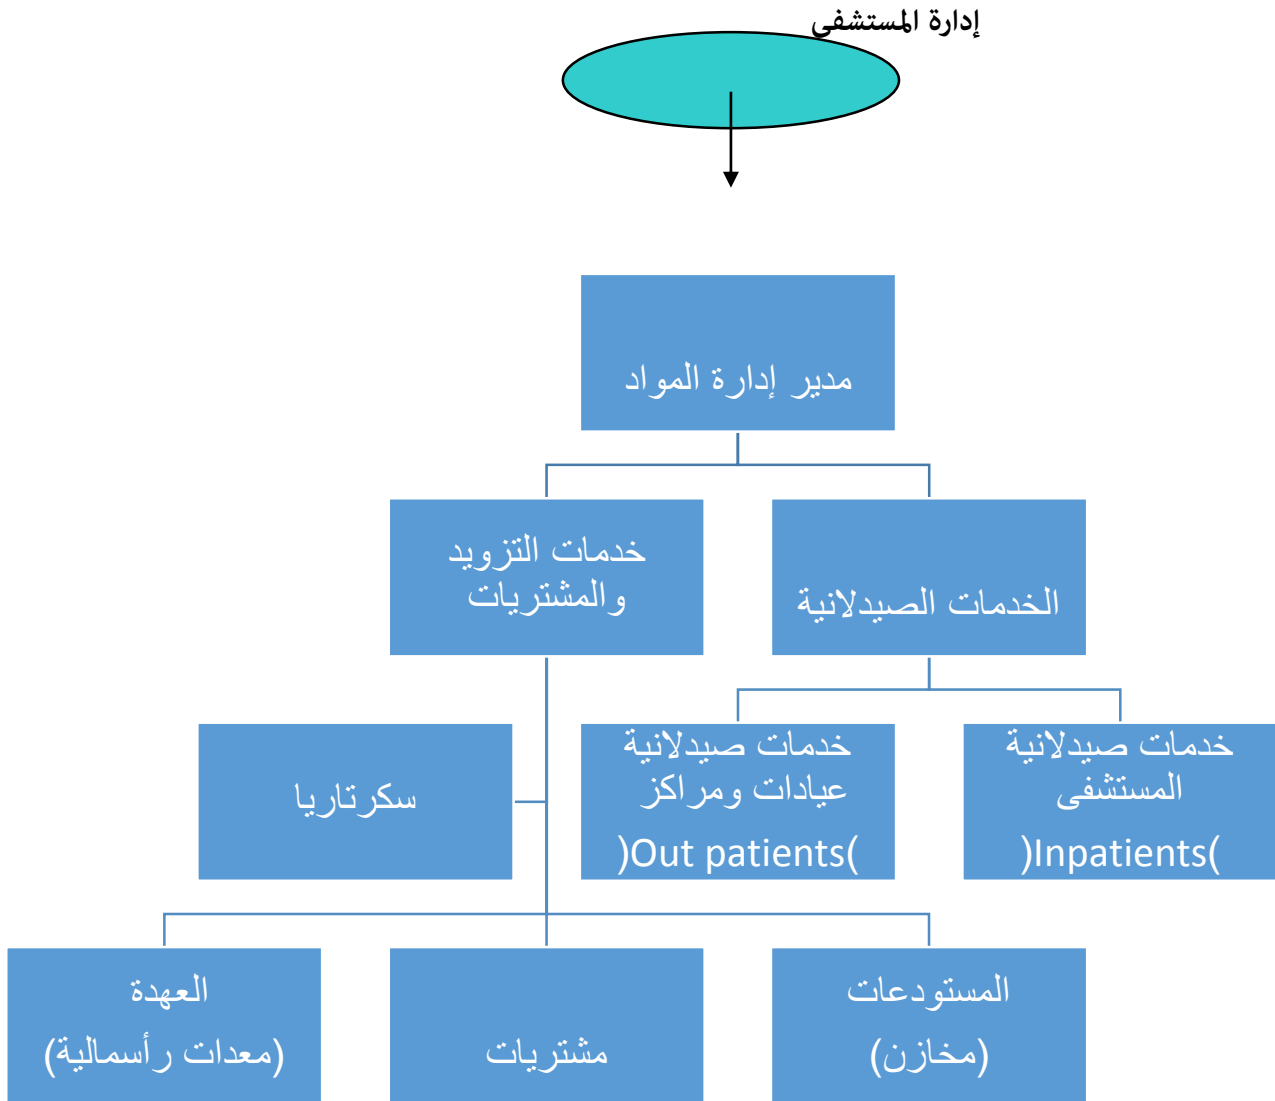 إدارة المستشفى
مدير إدارة المواد
الخدمات الصيدلانية
خدمات التزويد
والمشتريات
خدمات صيدلانية
المستشفى
)Inpatients(
خدمات صيدلانية
عيادات ومراكز
)Out patients(
سكرتاريا
المستودعات
(مخازن)
مشتريات
العهدة
(معدات رأسمالية)